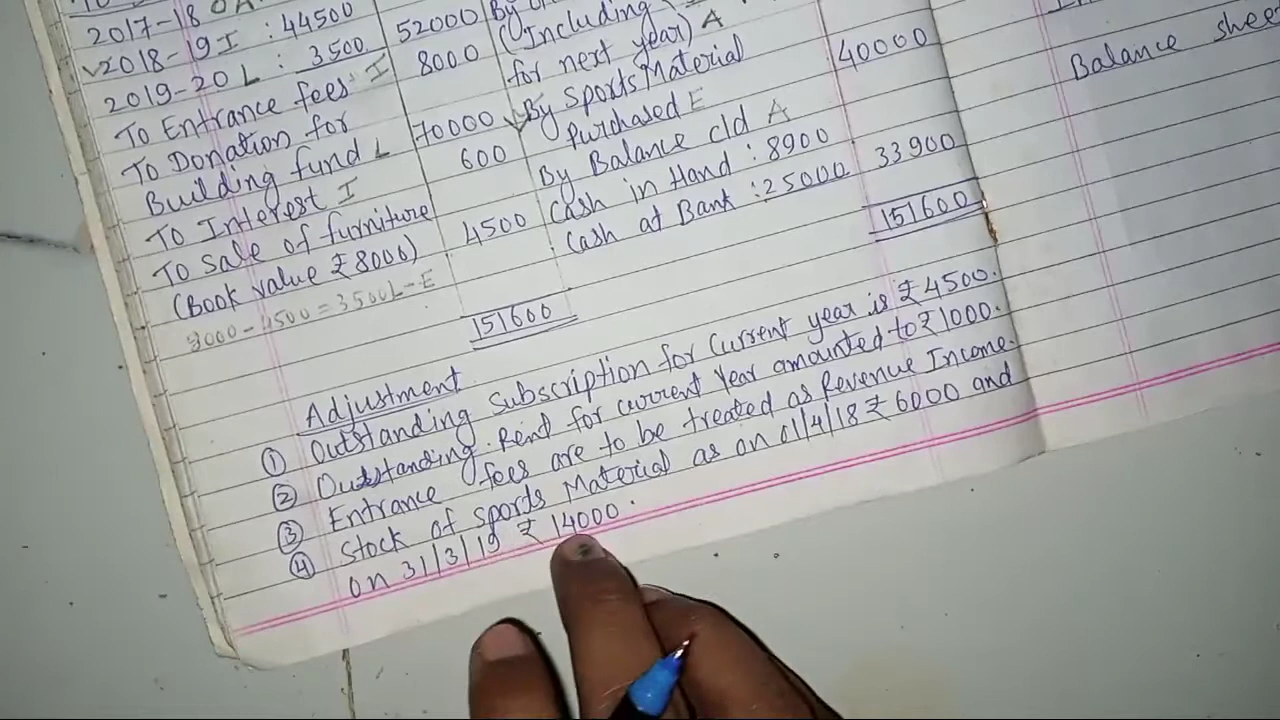 2017-18
✓2018-19 I : 44500
2019-20 L : 3500 52000
To Entrance fees I 8000
To Donation for
Building fund L 70000
To Interest I 600
To Sale of furniture
(Book value ₹8000) 4500
8000 - 4500 = 3500 L-E
151600
By
(Including
for next year) A
By Sports Material
Purchased E 40000
By Balance c/d A
Cash in Hand : 8900
Cash at Bank : 25000 33900
151600
Balance shee
Adjustment
① Outstanding Subscription for Current year is ₹4500.
② Outstanding Rent for current Year amounted to ₹1000.
③ Entrance fees are to be treated as Revenue Income.
④ Stock of sports Material as on 01/4/18 ₹ 6000 and
on 31/3/19 ₹ 14000.